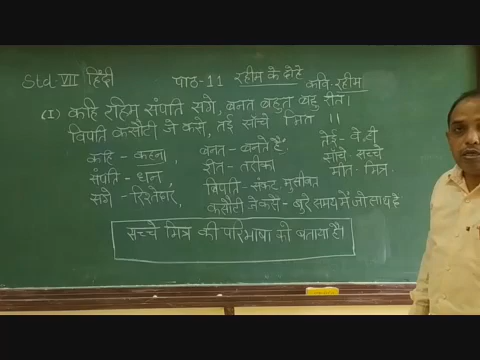 Std-VII हिंदी पाठ-11 रहीम के दोहे
कवि-रहीम
(I) कहि रहिम संपति सगे, बनत बहुत बहु रीत।
विपति कसौटी जे कसे, तेई साँचे मित ॥
कहि - कहना, बनत - बनते हैं, तेई - वे ही
संपति - धन, रीत - तरीका साँचे सच्चे
सगे - रिश्तेदार, विपति - संकट, मुसीबत मीत - मित्र.
कसौटी जे कसे - बुरे समय में जो साथ दे
सच्चे मित्र की परिभाषा को बताया है।